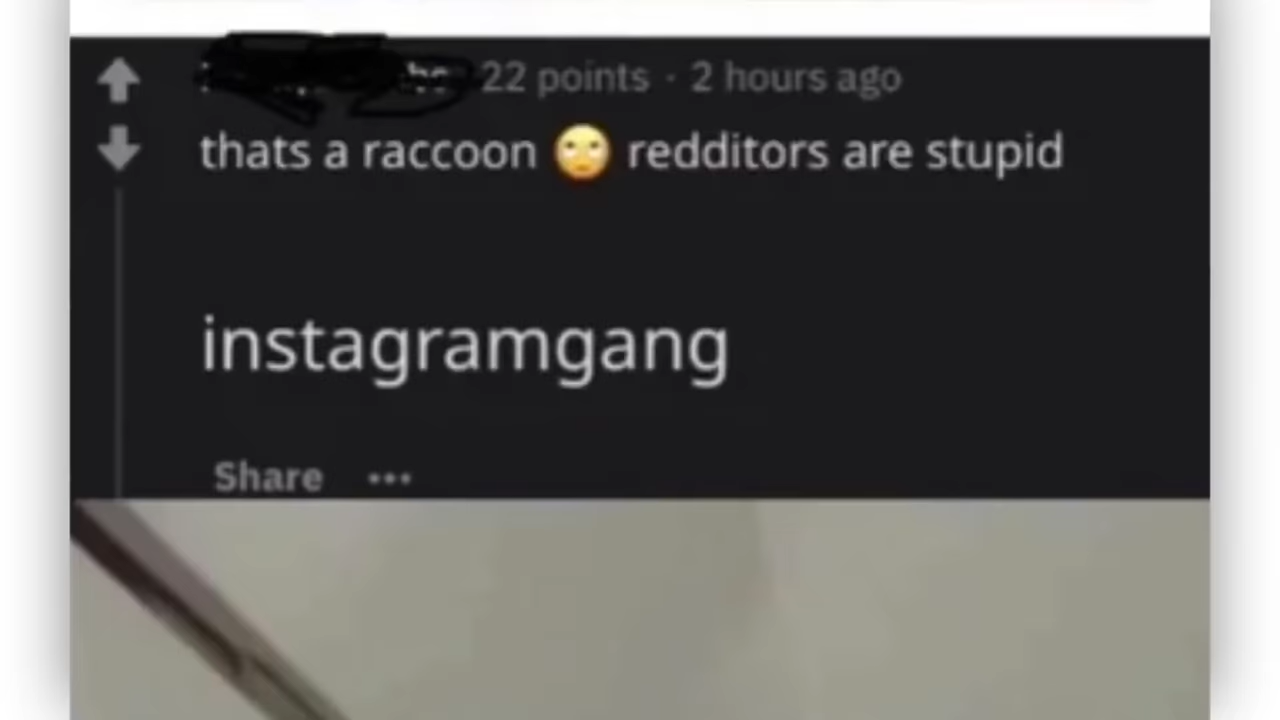 22 points · 2 hours ago
thats a raccoon 🙄 redditors are stupid
instagramgang
Share ...